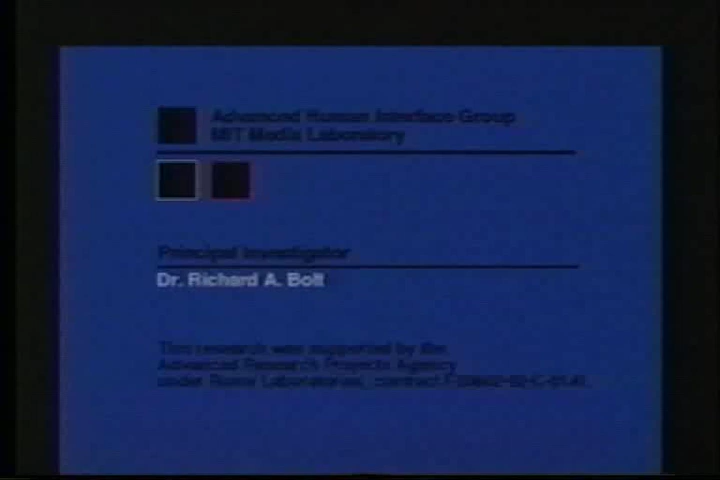 Advanced Human Interface Group
MIT Media Laboratory
Principal Investigator
Dr. Richard A. Bolt
This research was supported by the
Advanced Research Projects Agency
under Rome Laboratories, contract